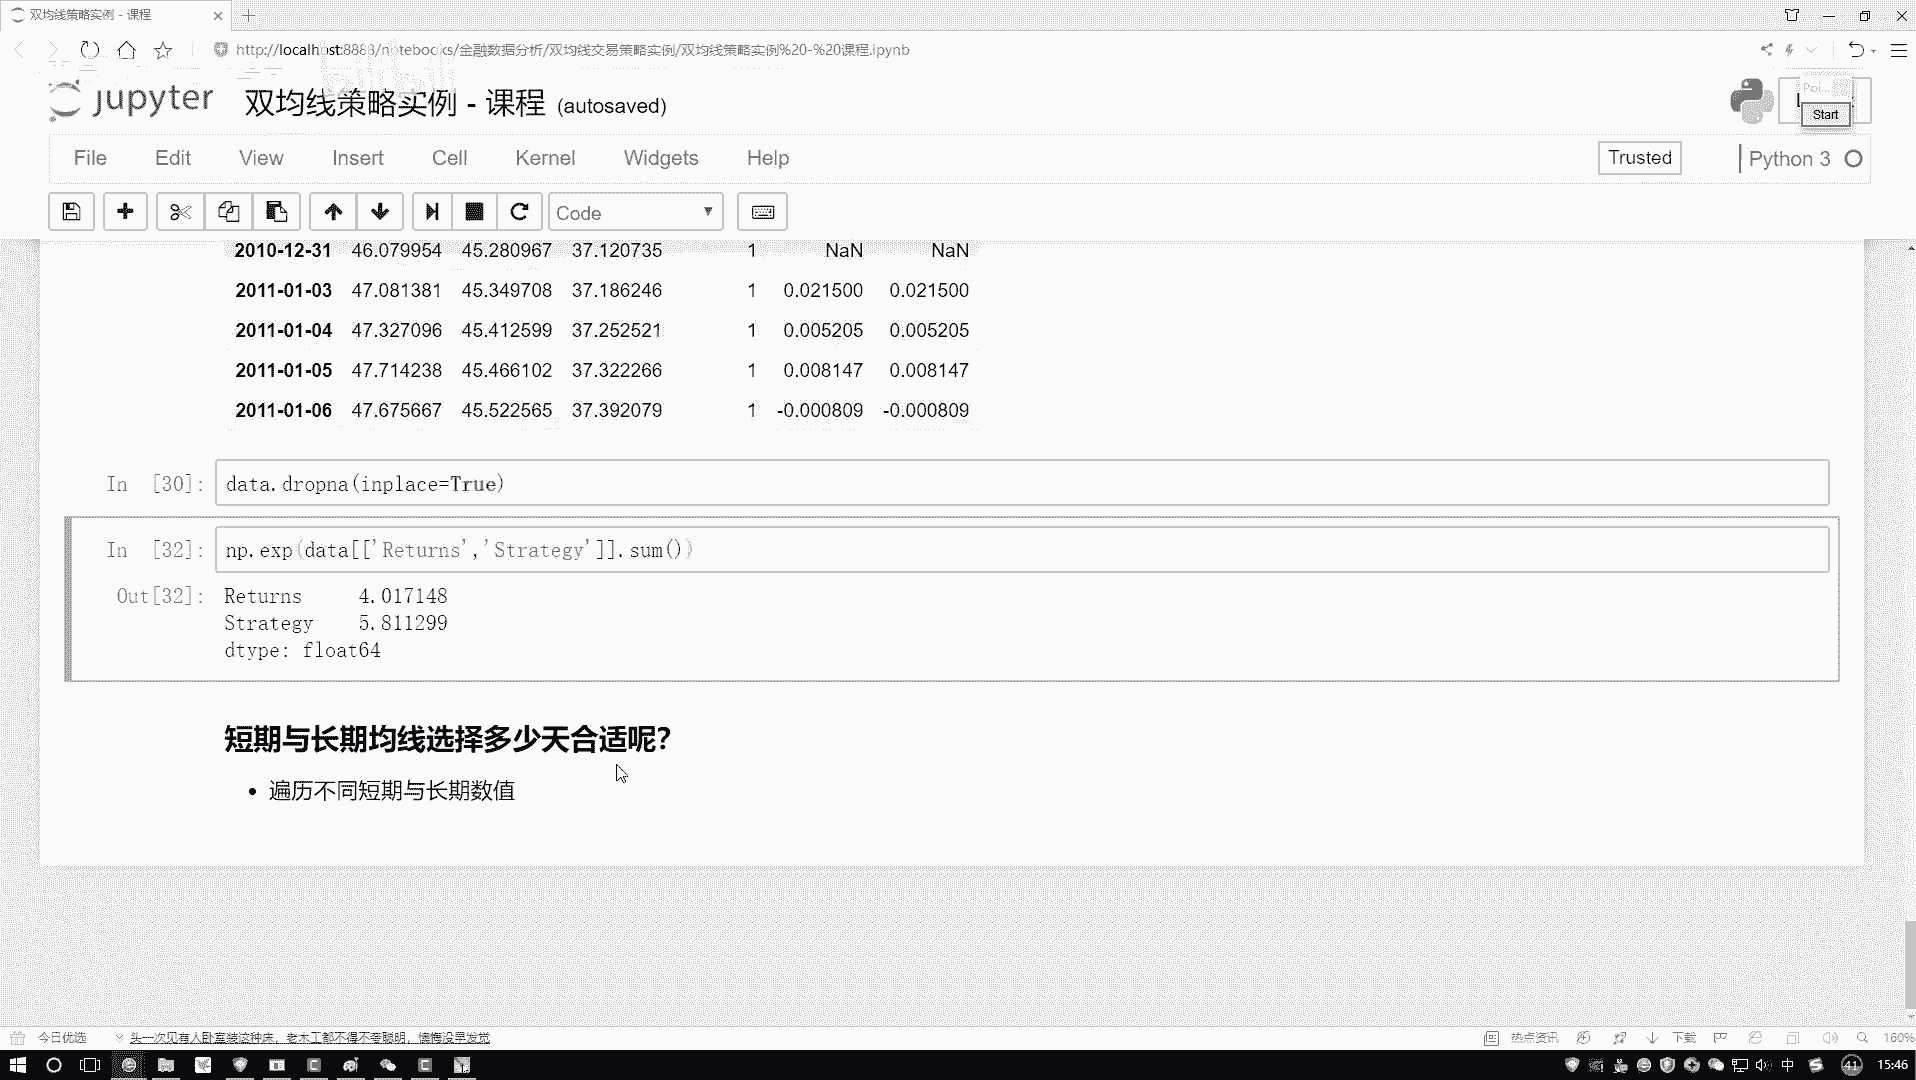 双均线策略实例 - 课程
http://localhost:8888/notebooks/金融数据分析/双均线交易策略实例/双均线策略实例%20-%20课程.ipynb
jupyter 双均线策略实例 - 课程 (autosaved)
Poi...
Start
File Edit View Insert Cell Kernel Widgets Help
Trusted Python 3
Code
2010-12-31 46.079954 45.280967 37.120735 1 NaN NaN
2011-01-03 47.081381 45.349708 37.186246 1 0.021500 0.021500
2011-01-04 47.327096 45.412599 37.252521 1 0.005205 0.005205
2011-01-05 47.714238 45.466102 37.322266 1 0.008147 0.008147
2011-01-06 47.675667 45.522565 37.392079 1 -0.000809 -0.000809
In [30]: data.dropna(inplace=True)
In [32]: np.exp(data[['Returns','Strategy']].sum())
Out[32]: Returns 4.017148
Strategy 5.811299
dtype: float64
短期与长期均线选择多少天合适呢?
遍历不同短期与长期数值
今日优选 头一次见有人卧室装这种床，老木工都不得不夸聪明，懊悔没早发觉
热点资讯 下载 160%
中 41 15:46